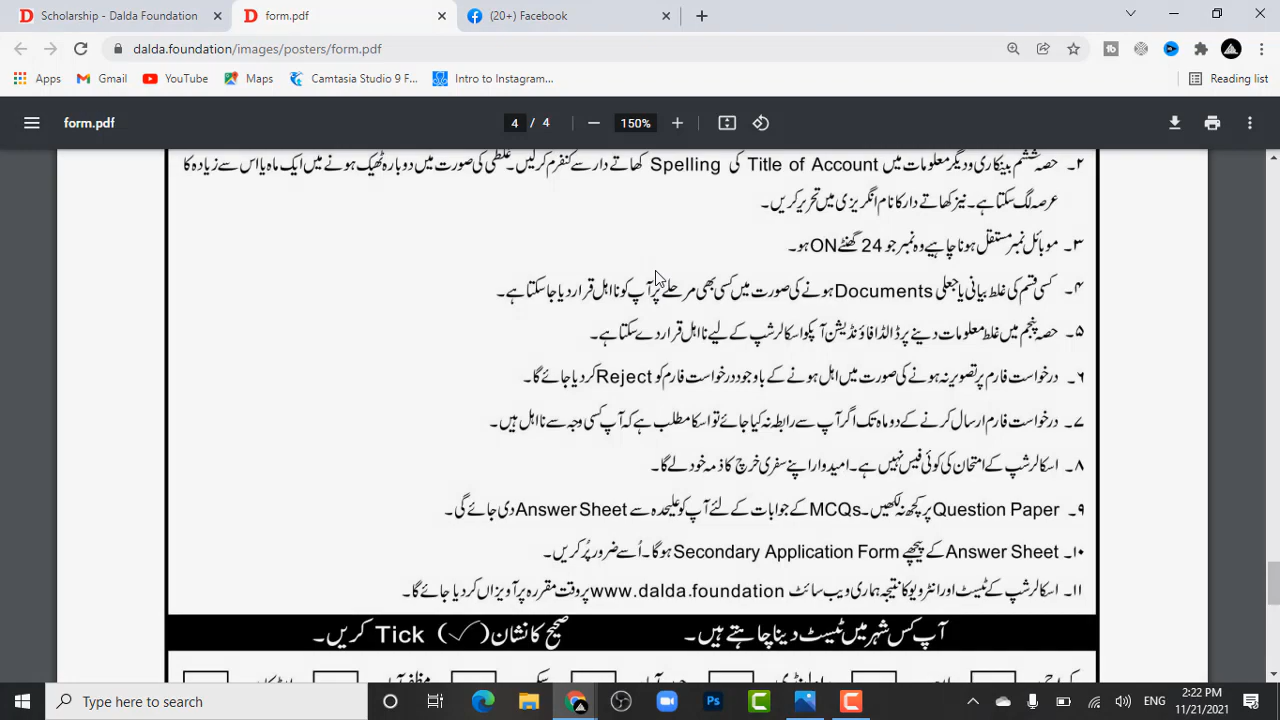 Scholarship - Dalda Foundation
form.pdf
(20+) Facebook
dalda.foundation/images/posters/form.pdf
Apps
Gmail
YouTube
Maps
Camtasia Studio 9 F...
Intro to Instagram...
Reading list
form.pdf
4 / 4
150%
۲۔ حصہ ششم بینکاری و دیگر معلومات میں Title of Account کی Spelling کھاتے دار سے کنفرم کر لیں۔ غلطی کی صورت میں دوبارہ ٹھیک ہونے میں ایک ماہ یا اس سے زیادہ کا
عرصہ لگ سکتا ہے۔ نیز کھاتے دار کا نام انگریزی میں تحریر کریں۔
۳۔ موبائل نمبر مستقل ہونا چاہیے وہ نمبر جو 24 گھنٹے ON ہو۔
۴۔ کسی قسم کی غلط بیانی یا جعلی Documents ہونے کی صورت میں کسی بھی مرحلے پر آپ کو نا اہل قرار دیا جا سکتا ہے۔
۵۔ حصہ پنجم میں غلط معلومات دینے پر ڈالڈا فاؤنڈیشن آپکو اسکالرشپ کے لیے نا اہل قرار دے سکتا ہے۔
۶۔ درخواست فارم پر تصویر نہ ہونے کی صورت میں اہل ہونے کے باوجود درخواست فارم کو Reject کر دیا جائے گا۔
۷۔ درخواست فارم ارسال کرنے کے دو ماہ تک اگر آپ سے رابطہ نہ کیا جائے تو اسکا مطلب ہے کہ آپ کسی وجہ سے نا اہل ہیں۔
۸۔ اسکالرشپ کے امتحان کی کوئی فیس نہیں ہے۔ امیدوار اپنے سفری خرچ کا ذمہ خود لے گا۔
۹۔ Question Paper پر کچھ نہ لکھیں۔ MCQs کے جوابات کے لئے آپ کو علیحدہ سے Answer Sheet دی جائے گی۔
۱۰۔ Answer Sheet کے پیچھے Secondary Application Form ہوگا۔ اُسے ضرور پُر کریں۔
۱۱۔ اسکالرشپ کے ٹیسٹ اور انٹرویو کا نتیجہ ہماری ویب سائٹ www.dalda.foundation پر وقت مقررہ پر آویزاں کر دیا جائے گا۔
آپ کس شہر میں ٹیسٹ دینا چاہتے ہیں۔ صحیح کا نشان (✓) Tick کریں۔
Type here to search
Ps
ENG
2:22 PM
11/21/2021